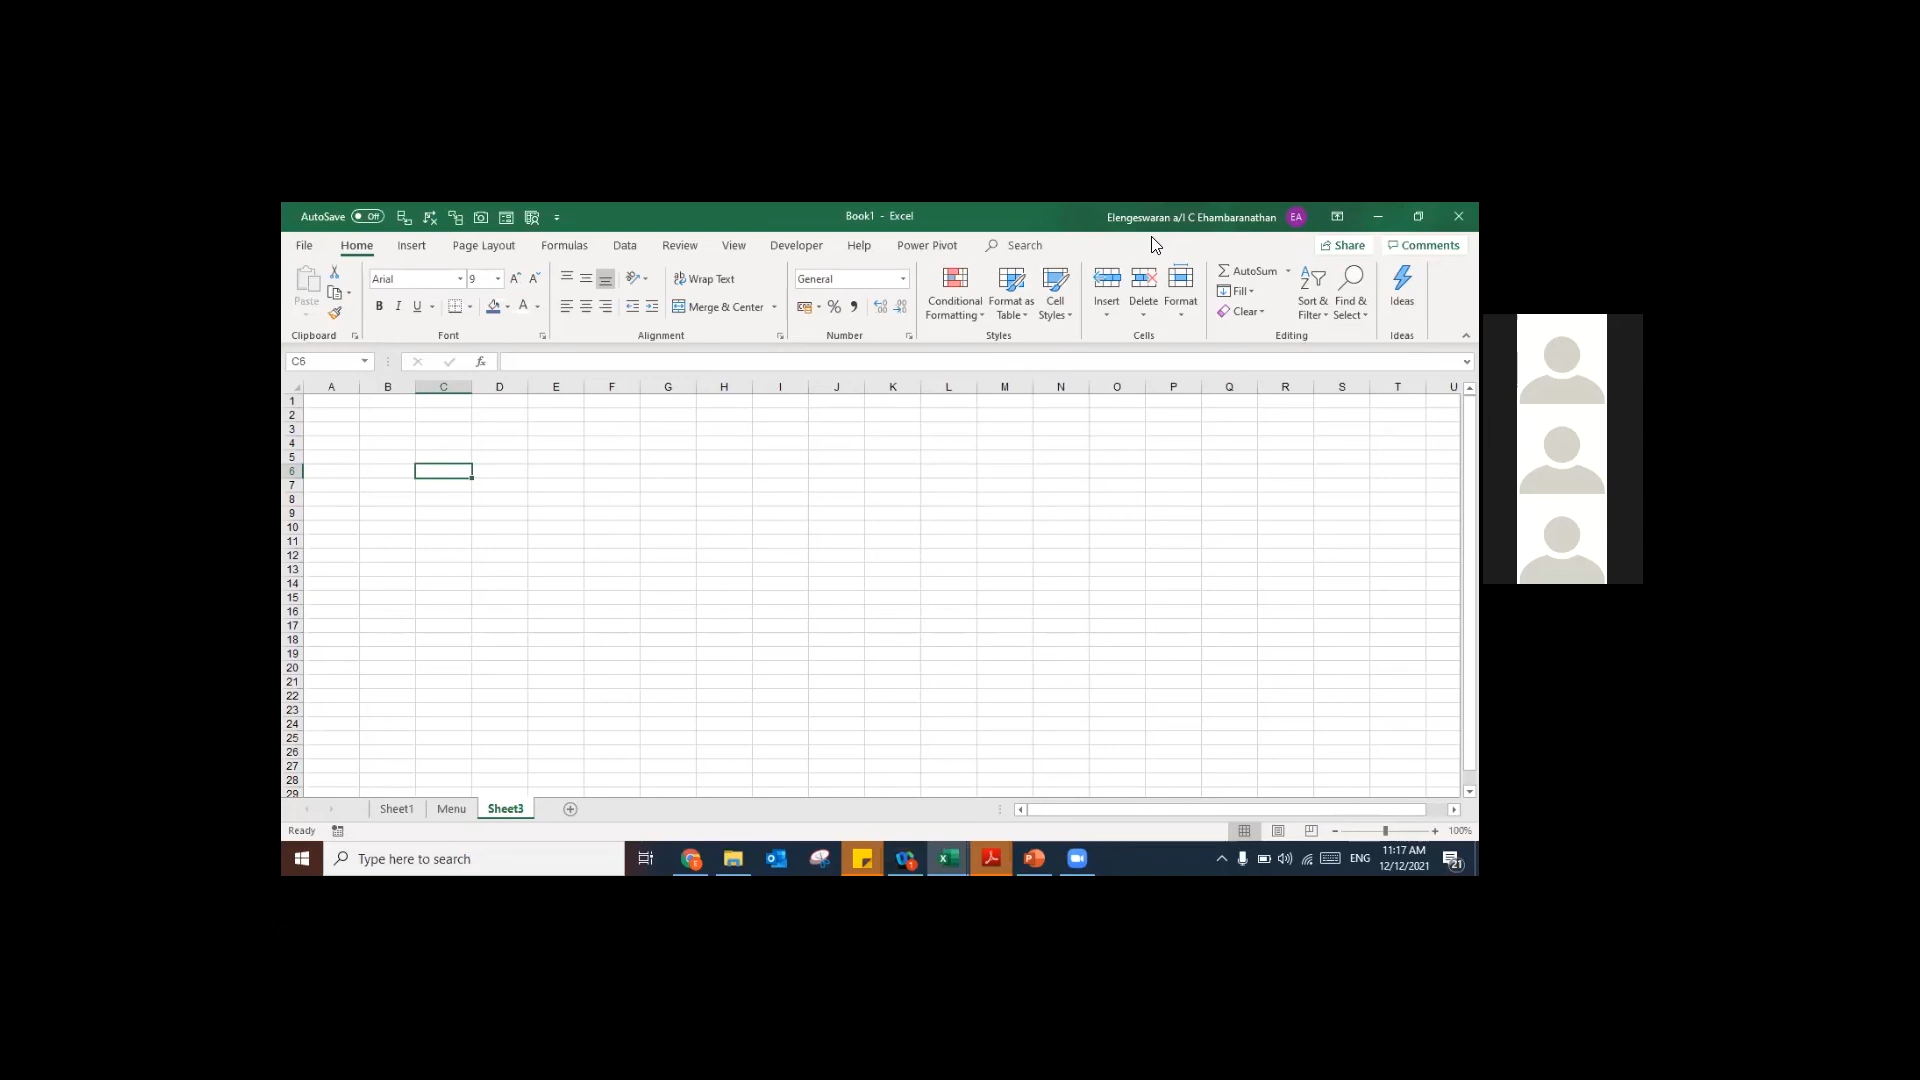 AutoSave Off Book1 - Excel Elengeswaran a/l C Ehambaranathan EA
File Home Insert Page Layout Formulas Data Review View Developer Help Power Pivot Search Share Comments
Arial 9 Wrap Text General AutoSum
Paste Conditional Format as Cell Insert Delete Format Fill Sort & Find & Ideas
B I U A Merge & Center % Formatting Table Styles Clear Filter Select
Clipboard Font Alignment Number Styles Cells Editing Ideas
C6 fx
A B C D E F G H I J K L M N O P Q R S T U
1
2
3
4
5
6
7
8
9
10
11
12
13
14
15
16
17
18
19
20
21
22
23
24
25
26
27
28
29
Sheet1 Menu Sheet3
Ready 100%
Type here to search ENG 11:17 AM
12/12/2021 21